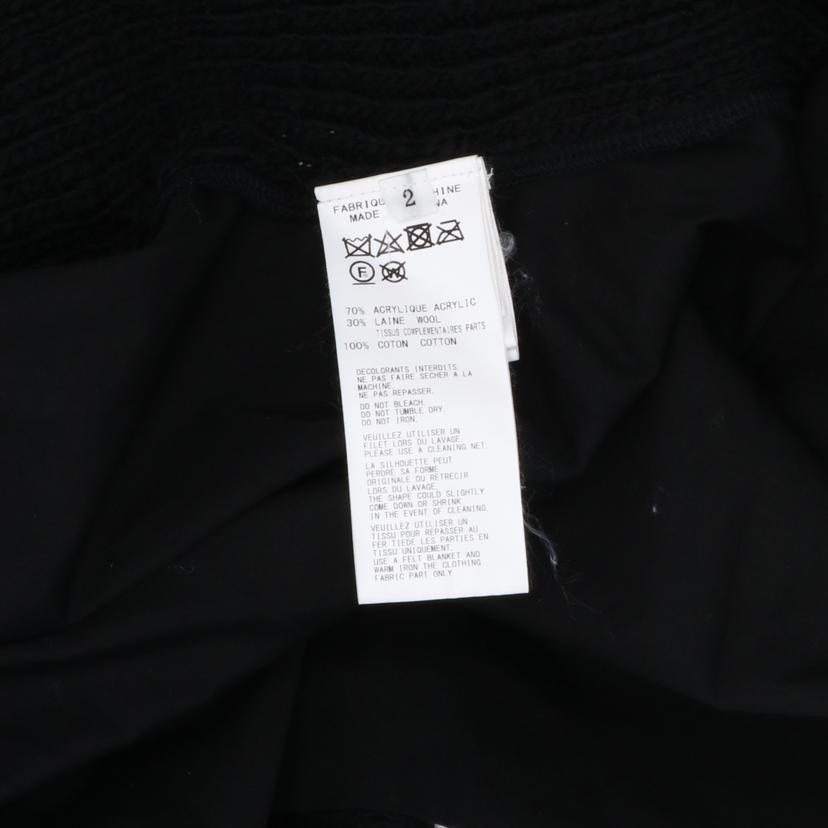 2
FABRIQU HINE
MADE NA
F W
70% ACRYLIQUE ACRYLIC
30% LAINE WOOL
TISSUS COMPLEMENTAIRES PARTS
100% COTON COTTON
DECOLORANTS INTERDITS.
NE PAS FAIRE SECHER A LA
MACHINE.
NE PAS REPASSER.
DO NOT BLEACH.
DO NOT TUMBLE DRY.
DO NOT IRON.
VEUILLEZ UTILISER UN
FILET LORS DU LAVAGE.
PLEASE USE A CLEANING NET.
LA SILHOUETTE PEUT
PERDRE SA FORME
ORIGINALE OU RETRECIR
LORS DU LAVAGE.
THE SHAPE COULD SLIGHTLY
COME DOWN OR SHRINK
IN THE EVENT OF CLEANING.
VEUILLEZ UTILISER UN
TISSU POUR REPASSER AU
FER TIEDE LES PARTIES EN
TISSU UNIQUEMENT.
USE A FELT BLANKET AND
WARM IRON THE CLOTHING
FABRIC PART ONLY.